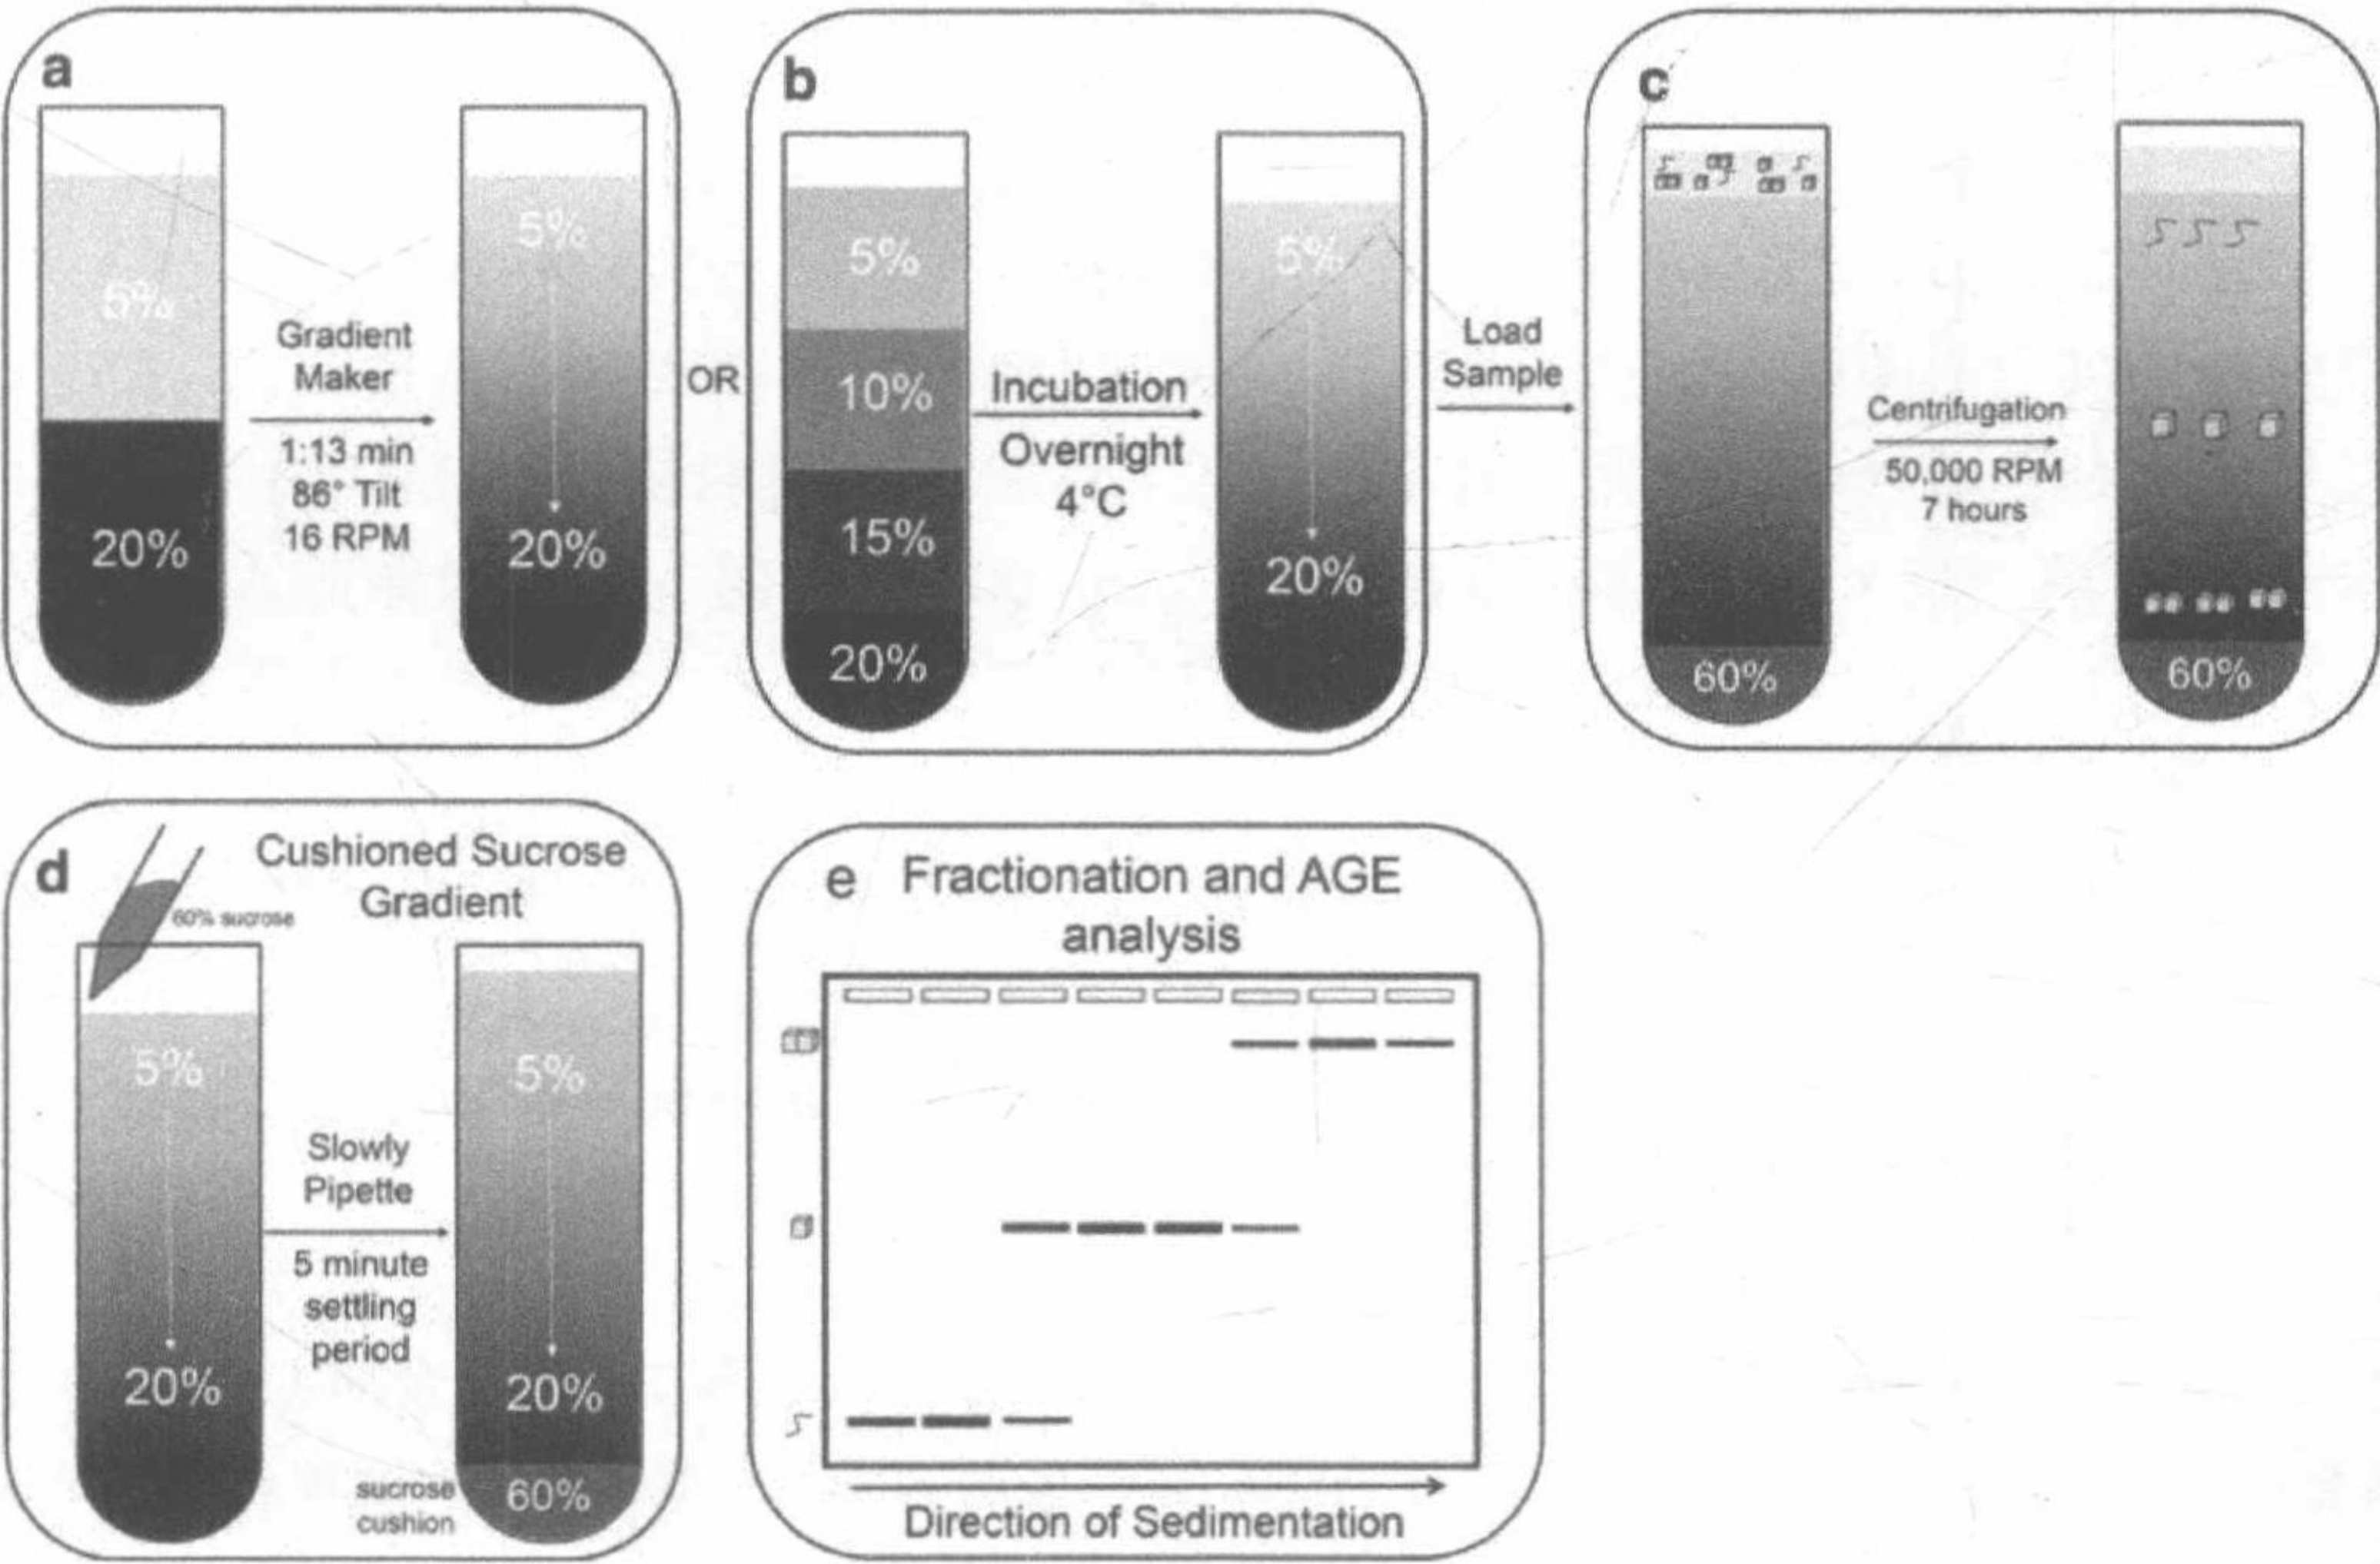 a
5%
20%
Gradient
Maker
1:13 min
86° Tilt
16 RPM
5%
20%
OR
b
5%
10%
15%
20%
Incubation
Overnight
4°C
5%
20%
Load
Sample
c
60%
Centrifugation
50,000 RPM
7 hours
60%
d
Cushioned Sucrose
Gradient
60% sucrose
5%
20%
Slowly
Pipette
5 minute
settling
period
5%
20%
sucrose
cushion
60%
e
Fractionation and AGE
analysis
Direction of Sedimentation